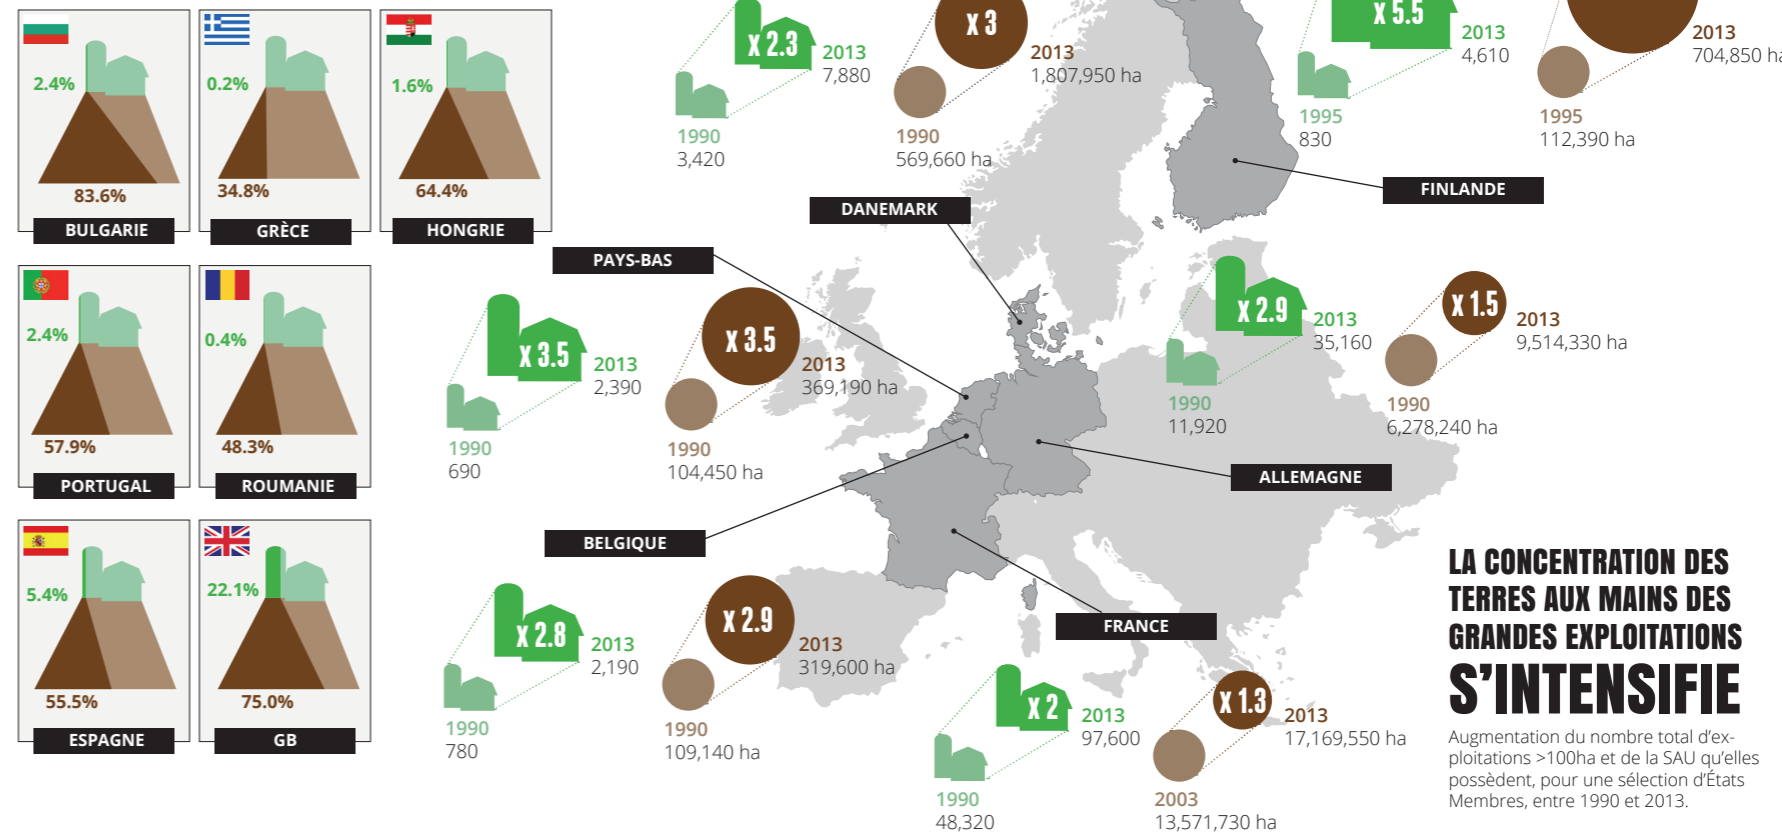 2.4%
83.6%
BULGARIE
0.2%
34.8%
GRÈCE
1.6%
64.4%
HONGRIE
2.4%
57.9%
PORTUGAL
0.4%
48.3%
ROUMANIE
5.4%
55.5%
ESPAGNE
22.1%
75.0%
GB
x 2.3
2013
7,880
1990
3,420
x 3
2013
1,807,950 ha
1990
569,660 ha
DANEMARK
x 5.5
2013
4,610
1995
830
2013
704,850 ha
1995
112,390 ha
FINLANDE
PAYS-BAS
x 3.5
2013
2,390
1990
690
x 3.5
2013
369,190 ha
1990
104,450 ha
x 2.9
2013
35,160
1990
11,920
x 1.5
2013
9,514,330 ha
1990
6,278,240 ha
ALLEMAGNE
BELGIQUE
x 2.8
2013
2,190
1990
780
x 2.9
2013
319,600 ha
1990
109,140 ha
FRANCE
x 2
2013
97,600
1990
48,320
x 1.3
2013
17,169,550 ha
2003
13,571,730 ha
LA CONCENTRATION DES
TERRES AUX MAINS DES
GRANDES EXPLOITATIONS
S'INTENSIFIE
Augmentation du nombre total d'ex-
ploitations >100ha et de la SAU qu'elles
possèdent, pour une sélection d'États
Membres, entre 1990 et 2013.